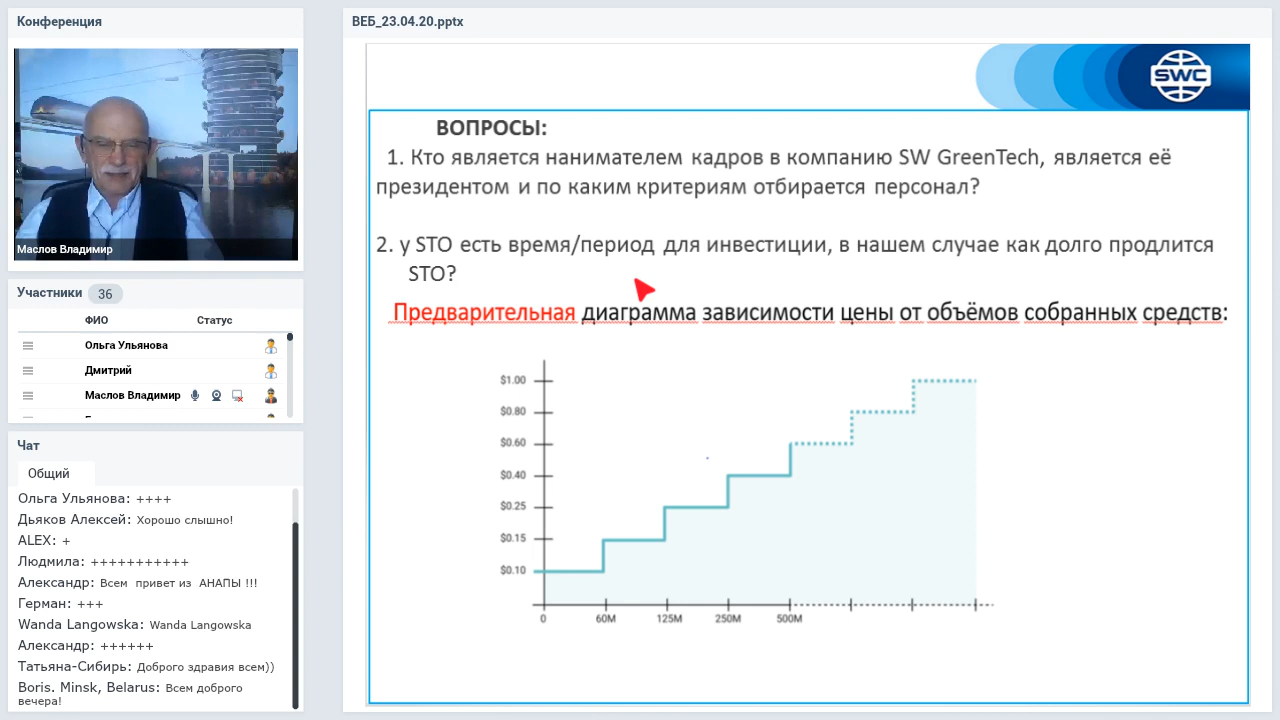 Конференция
Маслов Владимир
Участники 36
ФИО Статус
Ольга Ульянова
Дмитрий
Маслов Владимир
Чат
Общий
Ольга Ульянова: ++++
Дьяков Алексей: Хорошо слышно!
ALEX: +
Людмила: +++++++++++
Александр: Всем привет из АНАПЫ !!!
Герман: +++
Wanda Langowska: Wanda Langowska
Александр: ++++++
Татьяна-Сибирь: Доброго здравия всем))
Boris. Minsk, Belarus: Всем доброго
вечера!
ВЕБ_23.04.20.pptx
SWC
ВОПРОСЫ:
1. Кто является нанимателем кадров в компанию SW GreenTech, является её
президентом и по каким критериям отбирается персонал?
2. у STO есть время/период для инвестиции, в нашем случае как долго продлится
STO?
Предварительная диаграмма зависимости цены от объёмов собранных средств:
$1.00
$0.80
$0.60
$0.40
$0.25
$0.15
$0.10
0 60M 125M 250M 500M